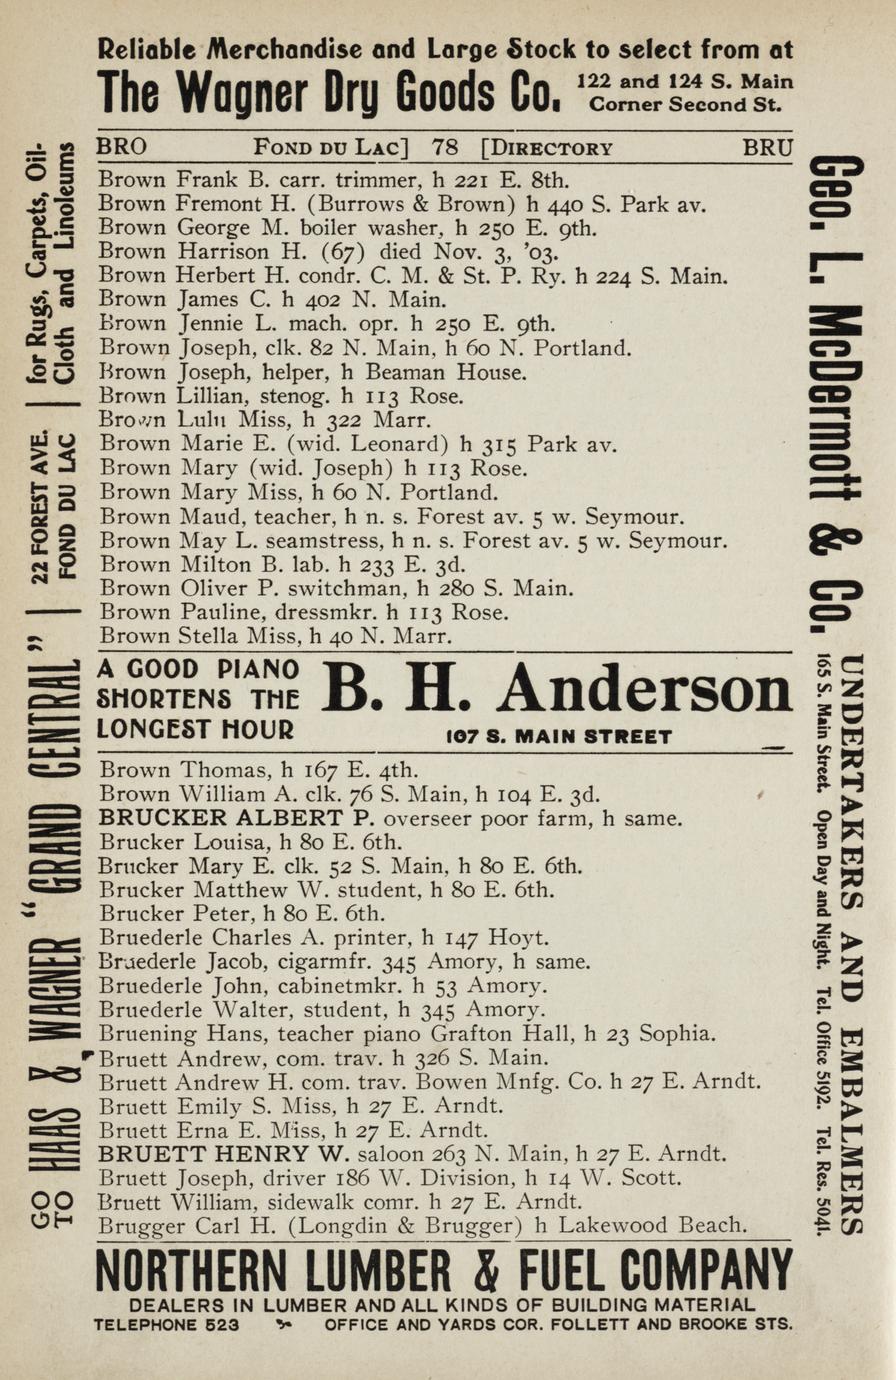 Reliable Merchandise and Large Stock to select from at
The Wagner Dry Goods Co. 122 and 124 S. Main
Corner Second St.
BRO FOND DU LAC] 78 [DIRECTORY BRU
Brown Frank B. carr. trimmer, h 221 E. 8th.
Brown Fremont H. (Burrows & Brown) h 440 S. Park av.
Brown George M. boiler washer, h 250 E. 9th.
Brown Harrison H. (67) died Nov. 3, ’03.
Brown Herbert H. condr. C. M. & St. P. Ry. h 224 S. Main.
Brown James C. h 402 N. Main.
Brown Jennie L. mach. opr. h 250 E. 9th.
Brown Joseph, clk. 82 N. Main, h 60 N. Portland.
Brown Joseph, helper, h Beaman House.
Brown Lillian, stenog. h 113 Rose.
Brown Lulu Miss, h 322 Marr.
Brown Marie E. (wid. Leonard) h 315 Park av.
Brown Mary (wid. Joseph) h 113 Rose.
Brown Mary Miss, h 60 N. Portland.
Brown Maud, teacher, h n. s. Forest av. 5 w. Seymour.
Brown May L. seamstress, h n. s. Forest av. 5 w. Seymour.
Brown Milton B. lab. h 233 E. 3d.
Brown Oliver P. switchman, h 280 S. Main.
Brown Pauline, dressmkr. h 113 Rose.
Brown Stella Miss, h 40 N. Marr.
A GOOD PIANO
SHORTENS THE
LONGEST HOUR
B. H. Anderson
107 S. MAIN STREET
Brown Thomas, h 167 E. 4th.
Brown William A. clk. 76 S. Main, h 104 E. 3d.
BRUCKER ALBERT P. overseer poor farm, h same.
Brucker Louisa, h 80 E. 6th.
Brucker Mary E. clk. 52 S. Main, h 80 E. 6th.
Brucker Matthew W. student, h 80 E. 6th.
Brucker Peter, h 80 E. 6th.
Bruederle Charles A. printer, h 147 Hoyt.
Bruederle Jacob, cigarmfr. 345 Amory, h same.
Bruederle John, cabinetmkr. h 53 Amory.
Bruederle Walter, student, h 345 Amory.
Bruening Hans, teacher piano Grafton Hall, h 23 Sophia.
Bruett Andrew, com. trav. h 326 S. Main.
Bruett Andrew H. com. trav. Bowen Mnfg. Co. h 27 E. Arndt.
Bruett Emily S. Miss, h 27 E. Arndt.
Bruett Erna E. Miss, h 27 E. Arndt.
BRUETT HENRY W. saloon 263 N. Main, h 27 E. Arndt.
Bruett Joseph, driver 186 W. Division, h 14 W. Scott.
Bruett William, sidewalk comr. h 27 E. Arndt.
Brugger Carl H. (Longdin & Brugger) h Lakewood Beach.
NORTHERN LUMBER & FUEL COMPANY
DEALERS IN LUMBER AND ALL KINDS OF BUILDING MATERIAL
TELEPHONE 523 OFFICE AND YARDS COR. FOLLETT AND BROOKE STS.
GO
TO
HAAS & WAGNER “GRAND CENTRAL”
22 FOREST AVE.
FOND DU LAC
for Rugs, Carpets, Oil-
Cloth and Linoleums
Geo. L. McDermott & Co.
UNDERTAKERS AND EMBALMERS
165 S. Main Street. Open Day and Night. Tel. Office 5192. Tel. Res. 5041.